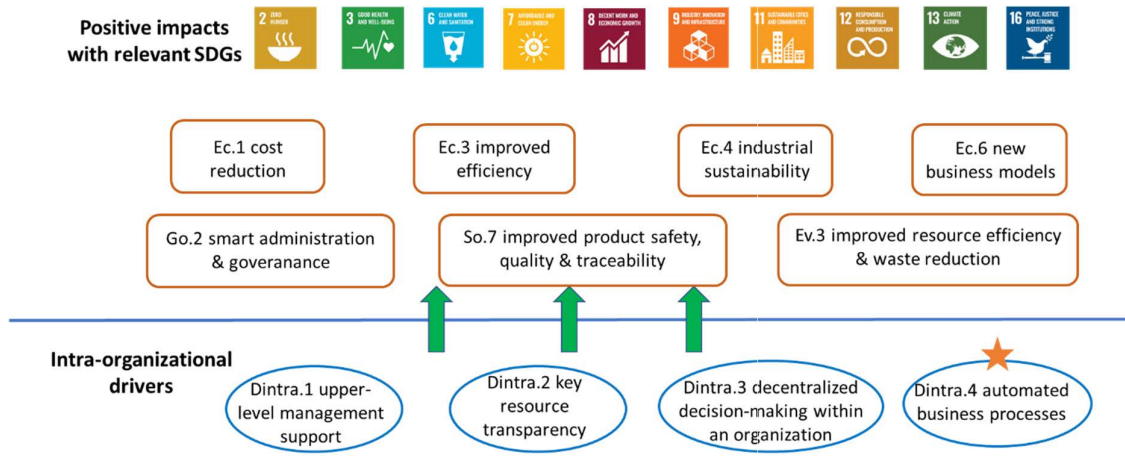 Positive impacts
with relevant SDGs
2 ZERO
HUNGER
3 GOOD HEALTH
AND WELL-BEING
6 CLEAN WATER
AND SANITATION
7 AFFORDABLE AND
CLEAN ENERGY
8 DECENT WORK AND
ECONOMIC GROWTH
9 INDUSTRY, INNOVATION
AND INFRASTRUCTURE
11 SUSTAINABLE CITIES
AND COMMUNITIES
12 RESPONSIBLE
CONSUMPTION
AND PRODUCTION
13 CLIMATE
ACTION
16 PEACE, JUSTICE
AND STRONG
INSTITUTIONS
Ec.1 cost
reduction
Ec.3 improved
efficiency
Ec.4 industrial
sustainability
Ec.6 new
business models
Go.2 smart administration
& goveranance
So.7 improved product safety,
quality & traceability
Ev.3 improved resource efficiency
& waste reduction
Intra-organizational
drivers
Dintra.1 upper-
level management
support
Dintra.2 key
resource
transparency
Dintra.3 decentralized
decision-making within
an organization
Dintra.4 automated
business processes